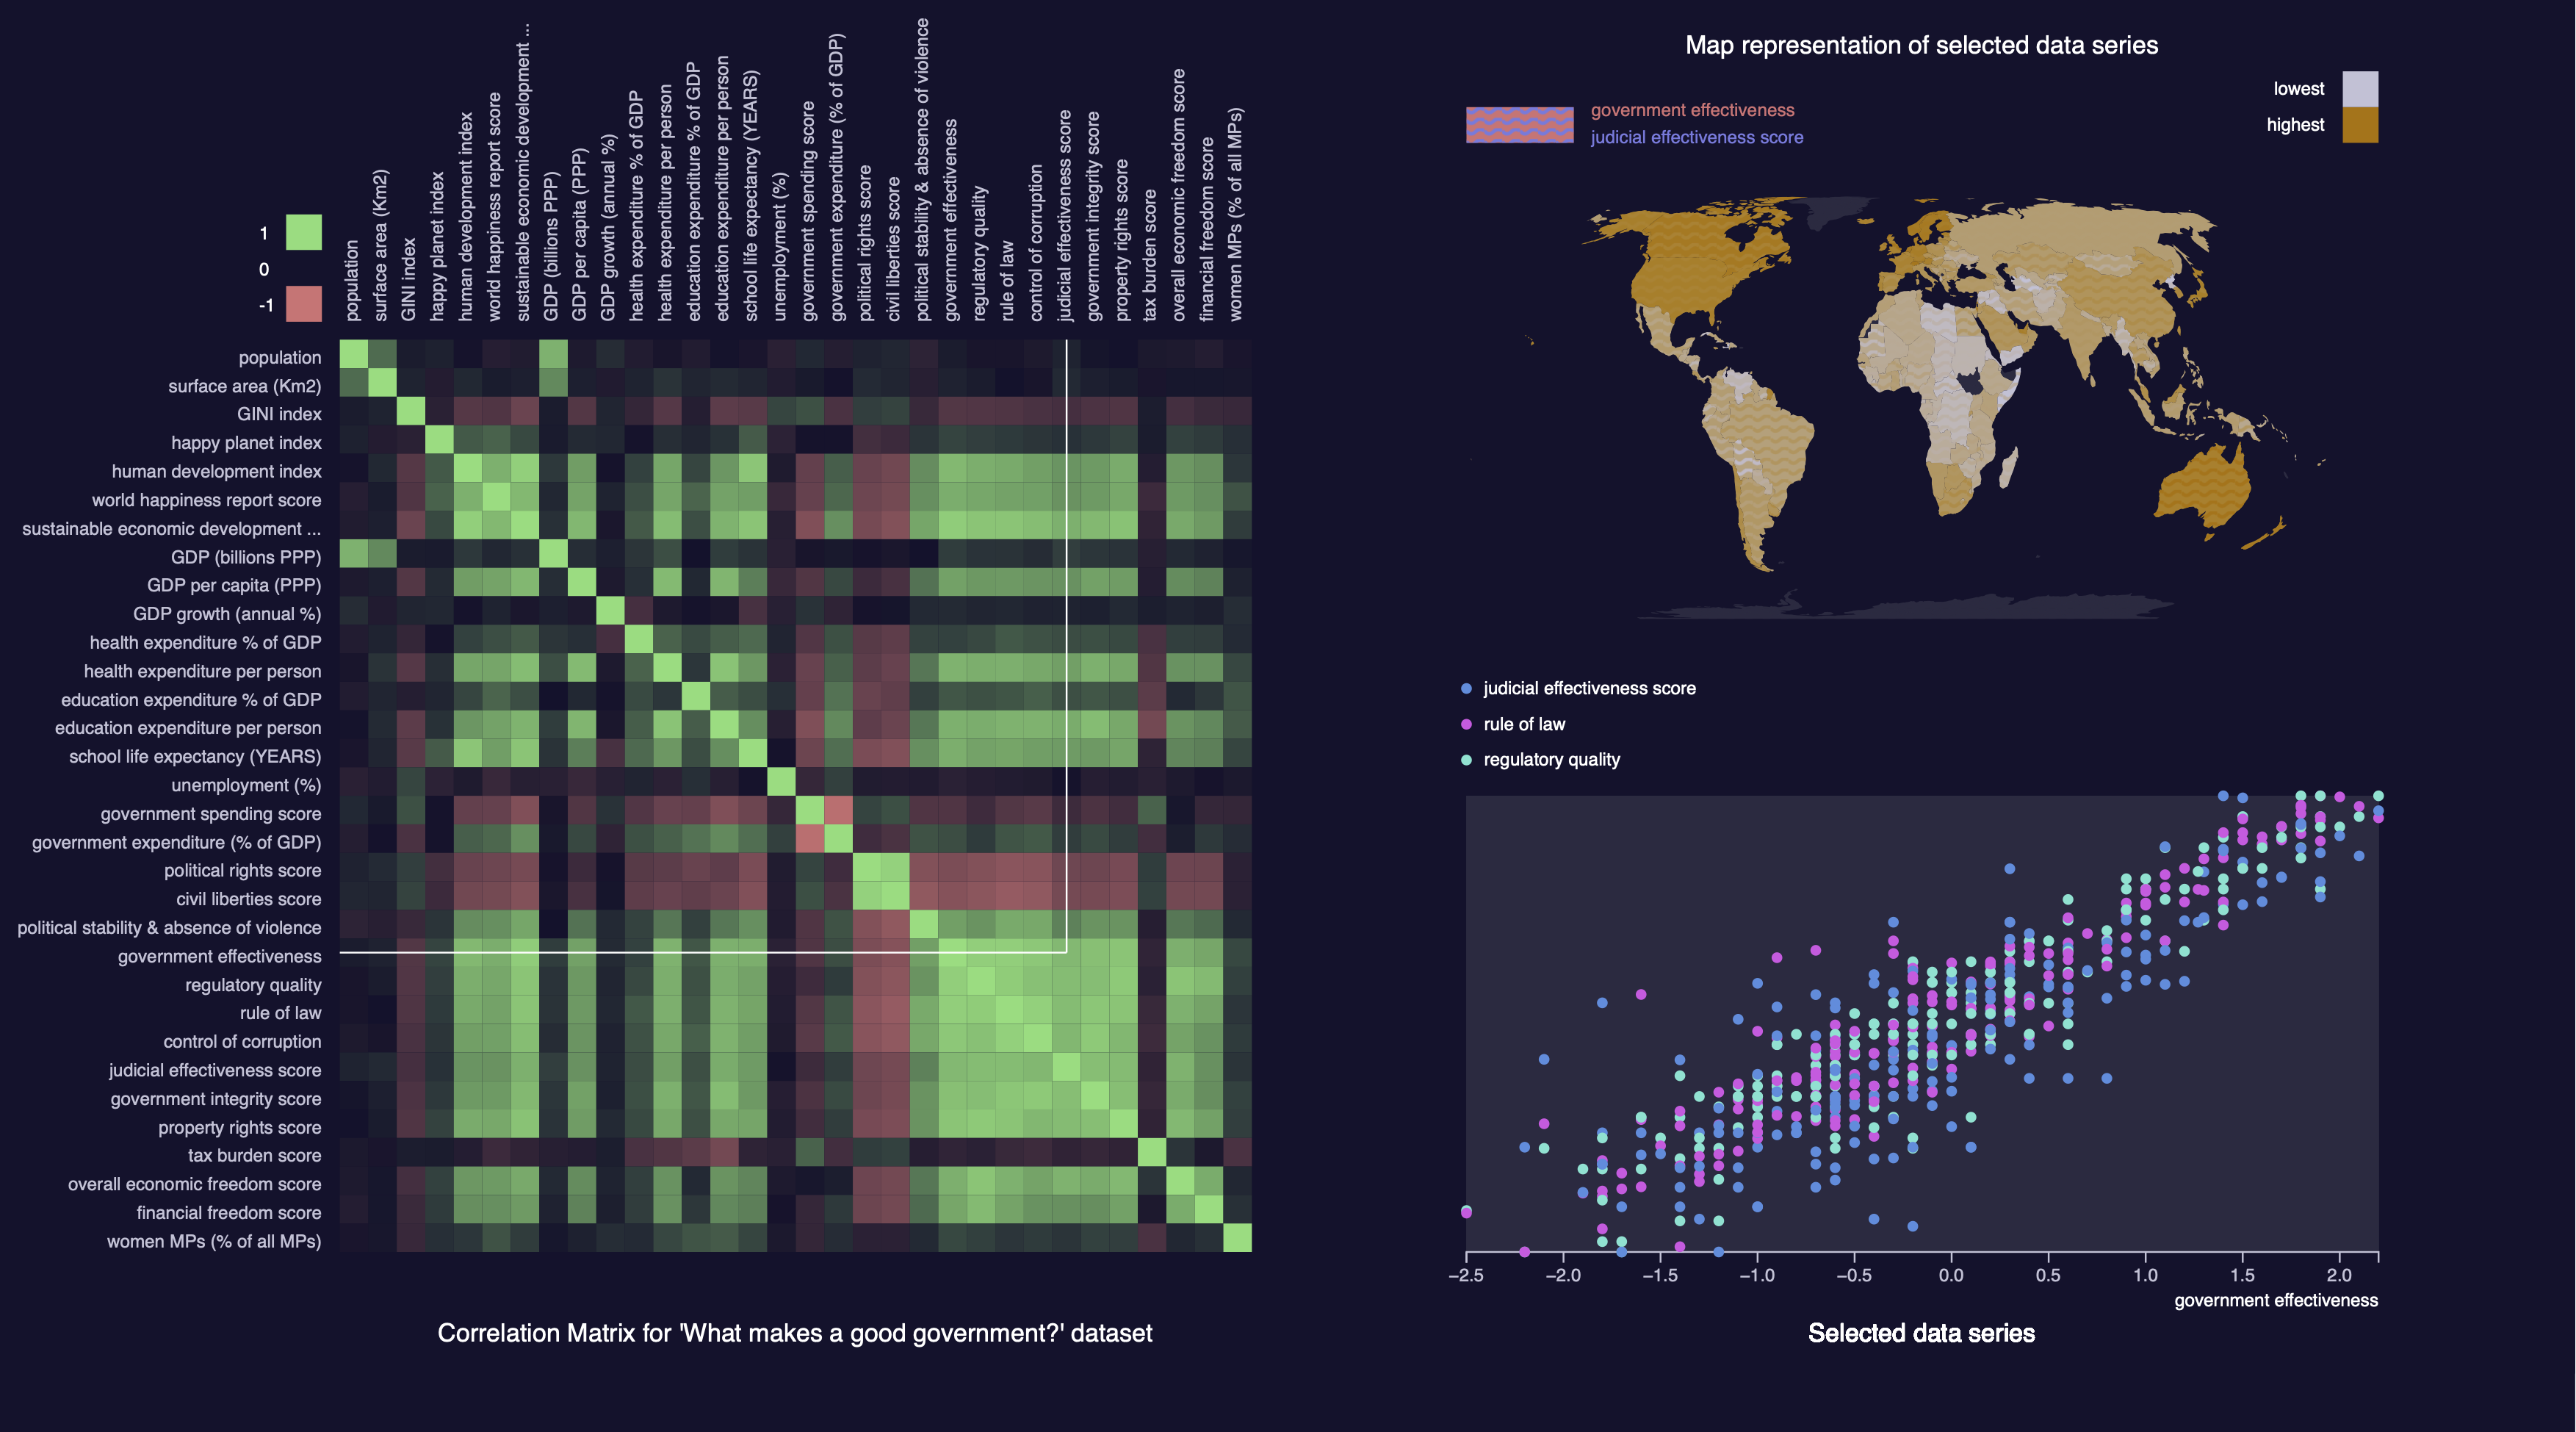 population
surface area (Km2)
GINI index
happy planet index
human development index
world happiness report score
sustainable economic development ...
GDP (billions PPP)
GDP per capita (PPP)
GDP growth (annual %)
health expenditure % of GDP
health expenditure per person
education expenditure % of GDP
education expenditure per person
school life expectancy (YEARS)
unemployment (%)
government spending score
government expenditure (% of GDP)
political rights score
civil liberties score
political stability & absence of violence
government effectiveness
regulatory quality
rule of law
control of corruption
judicial effectiveness score
government integrity score
property rights score
tax burden score
overall economic freedom score
financial freedom score
women MPs (% of all MPs)
1
0
-1
population
surface area (Km2)
GINI index
happy planet index
human development index
world happiness report score
sustainable economic development ...
GDP (billions PPP)
GDP per capita (PPP)
GDP growth (annual %)
health expenditure % of GDP
health expenditure per person
education expenditure % of GDP
education expenditure per person
school life expectancy (YEARS)
unemployment (%)
government spending score
government expenditure (% of GDP)
political rights score
civil liberties score
political stability & absence of violence
government effectiveness
regulatory quality
rule of law
control of corruption
judicial effectiveness score
government integrity score
property rights score
tax burden score
overall economic freedom score
financial freedom score
women MPs (% of all MPs)
Correlation Matrix for 'What makes a good government?' dataset
Map representation of selected data series
government effectiveness
judicial effectiveness score
lowest
highest
judicial effectiveness score
rule of law
regulatory quality
−2.5 −2.0 −1.5 −1.0 −0.5 0.0 0.5 1.0 1.5 2.0
government effectiveness
Selected data series